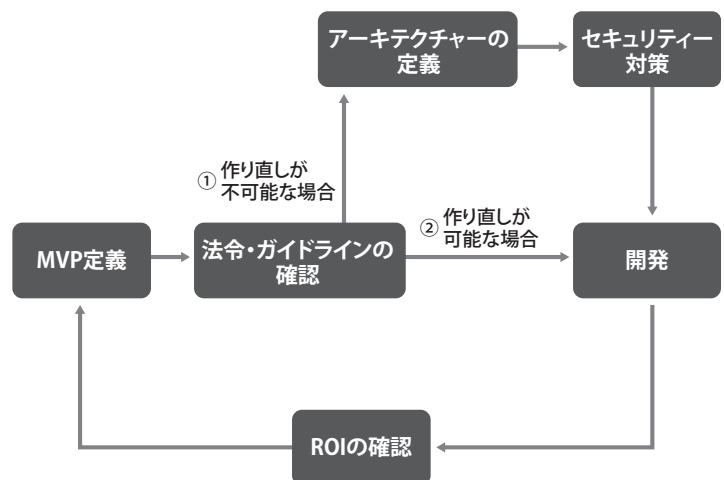 アーキテクチャーの
定義
セキュリティー
対策
① 作り直しが
不可能な場合
② 作り直しが
可能な場合
MVP定義
法令・ガイドラインの
確認
開発
ROIの確認